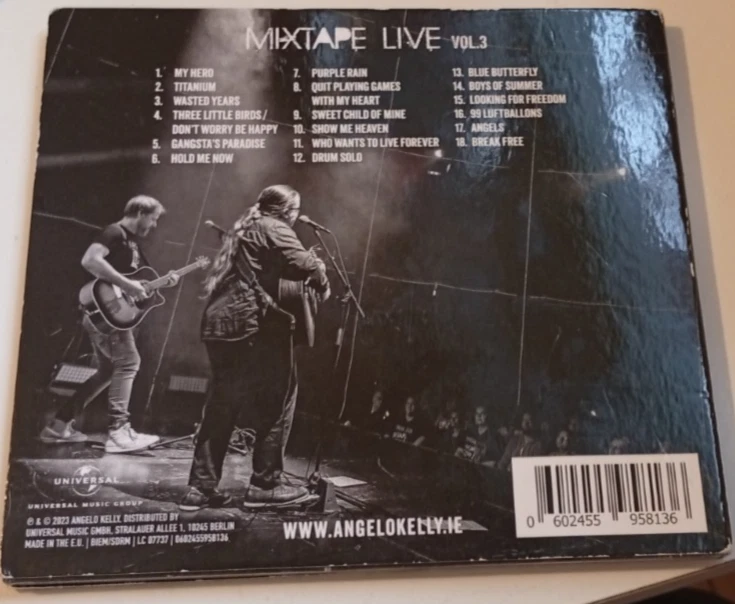 MIXTAPE LIVE VOL.3
1. MY HERO
2. TITANIUM
3. WASTED YEARS
4. THREE LITTLE BIRDS/
DON'T WORRY BE HAPPY
5. GANGSTA'S PARADISE
6. HOLD ME NOW
7. PURPLE RAIN
8. QUIT PLAYING GAMES
WITH MY HEART
9. SWEET CHILD OF MINE
10. SHOW ME HEAVEN
11. WHO WANTS TO LIVE FOREVER
12. DRUM SOLO
13. BLUE BUTTERFLY
14. BOYS OF SUMMER
15. LOOKING FOR FREEDOM
16. 99 LUFTBALLONS
17. ANGELS
18. BREAK FREE
UNIVERSAL
UNIVERSAL MUSIC GROUP
℗ & © 2023 ANGELO KELLY. DISTRIBUTED BY
UNIVERSAL MUSIC GMBH, STRALAUER ALLEE 1, 10245 BERLIN
MADE IN THE E.U. | BIEM/SDRM | LC 07737 | 0602455958136
WWW.ANGELOKELLY.IE
0 602455 958136